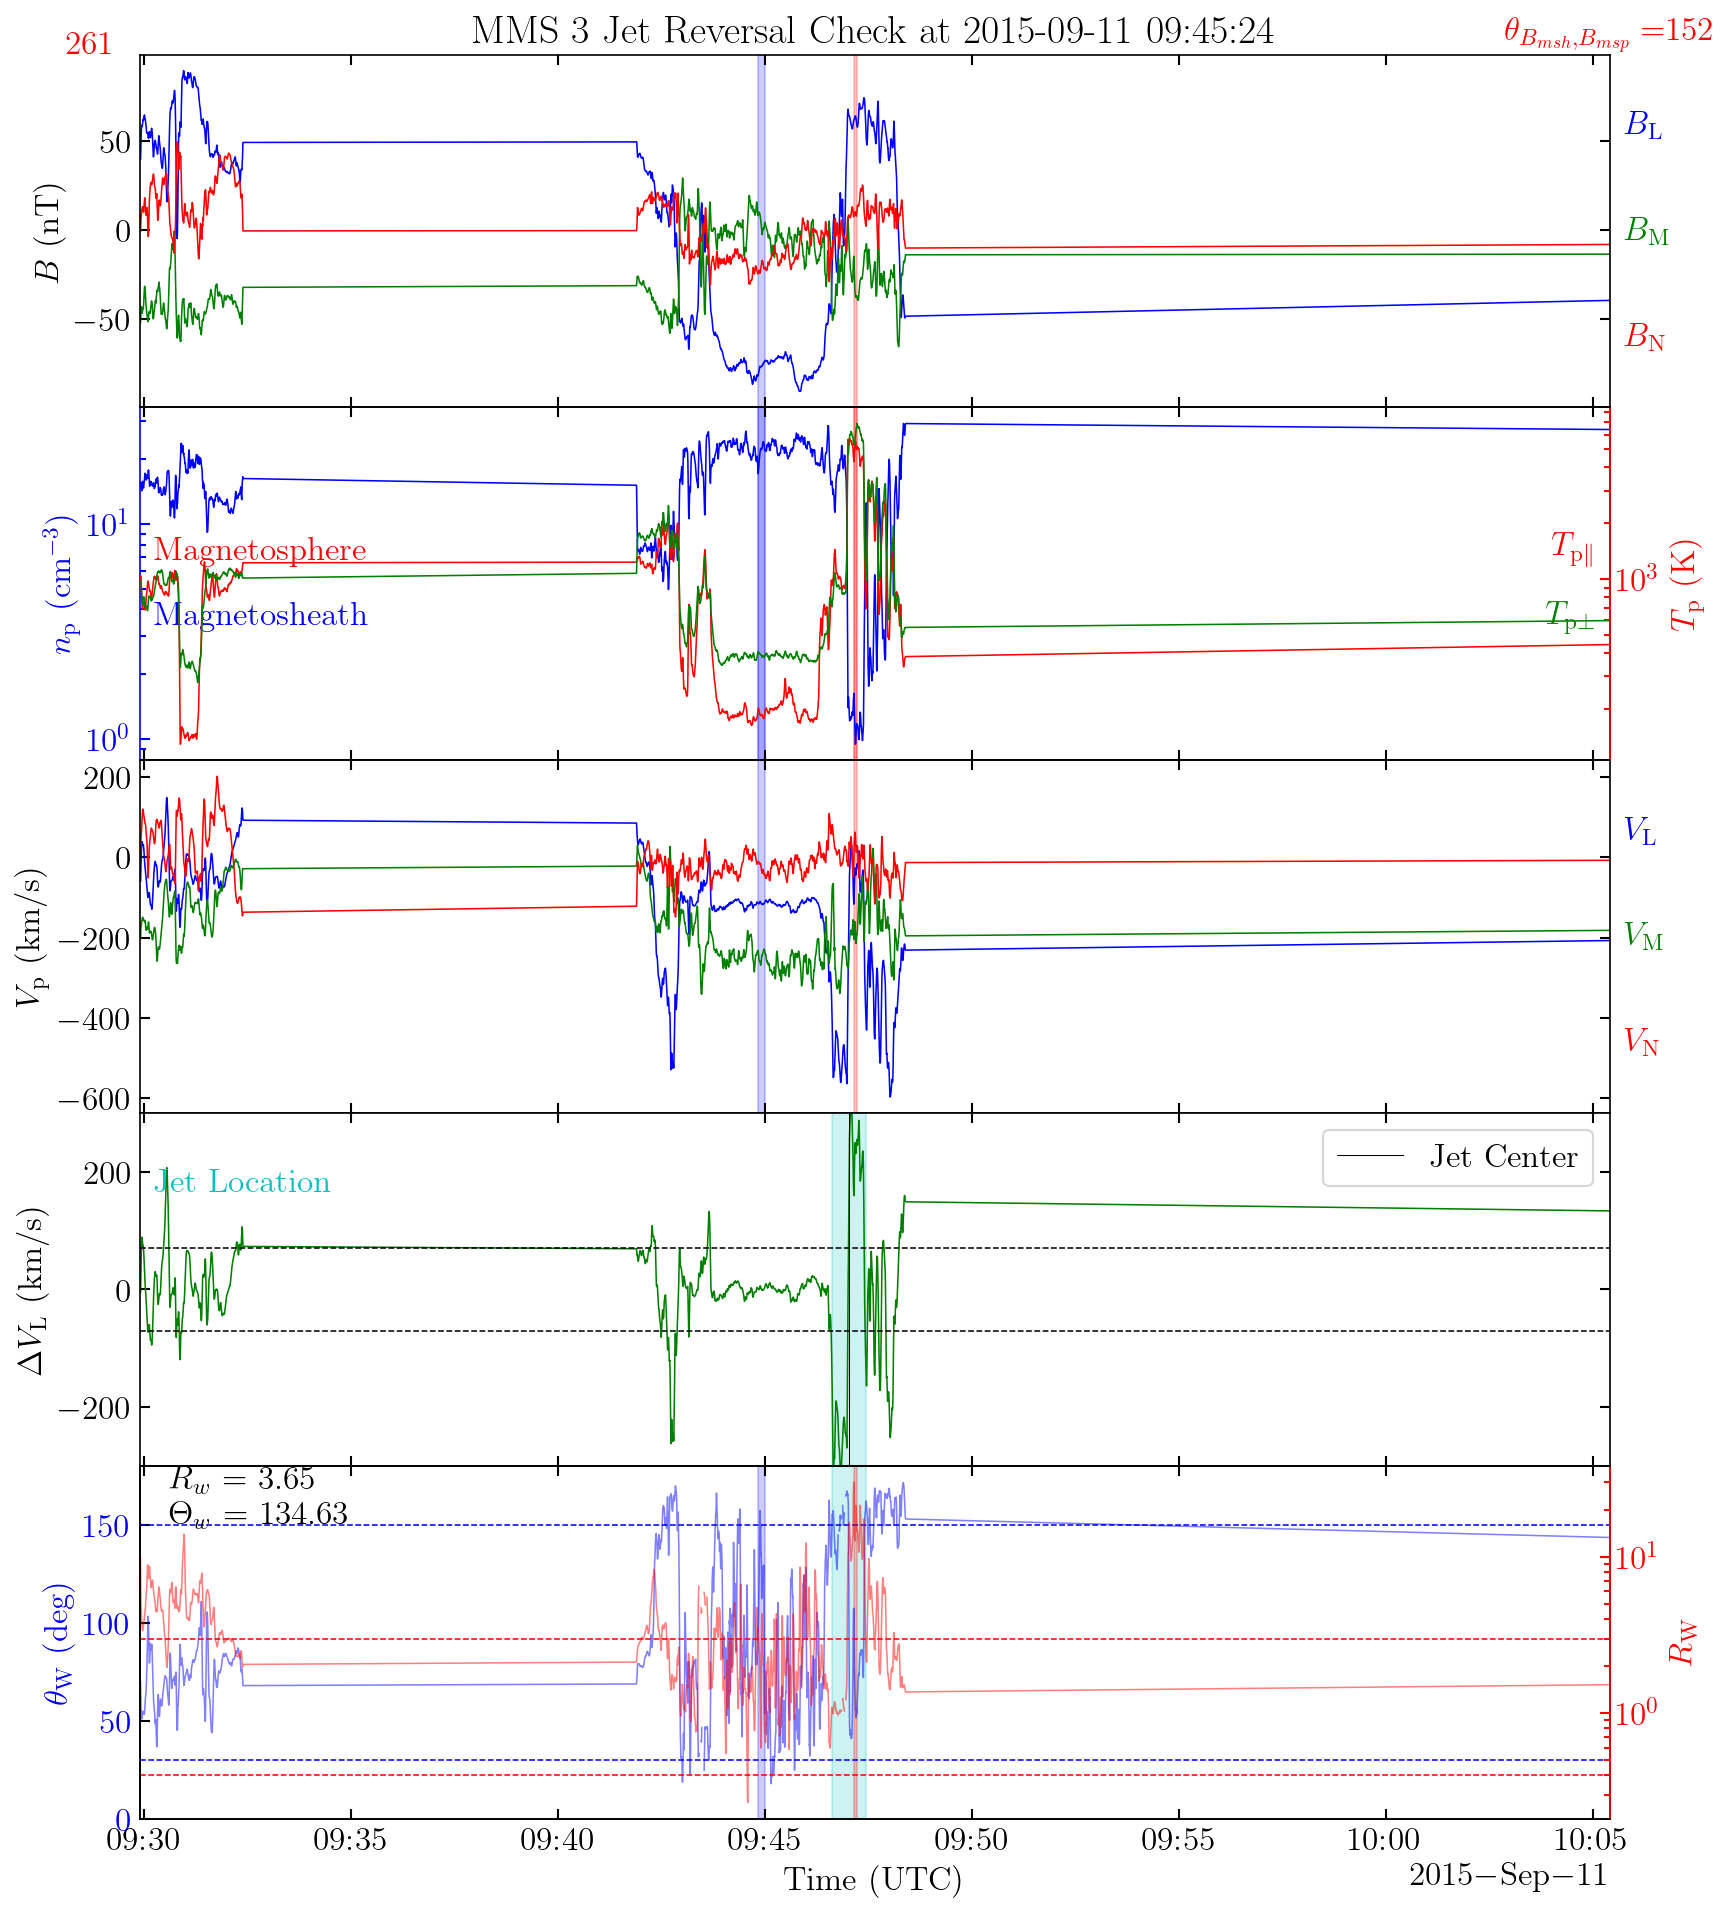 MMS 3 Jet Reversal Check at 2015-09-11 09:45:24
261
θ_{B_{msh},B_{msp}} =152
B (nT)
50
0
−50
B_L
B_M
B_N
n_p (cm^{−3})
10^1
10^0
Magnetosphere
Magnetosheath
T_{p∥}
T_{p⊥}
10^3
T_p (K)
V_p (km/s)
200
0
−200
−400
−600
V_L
V_M
V_N
ΔV_L (km/s)
200
0
−200
Jet Location
Jet Center
R_w = 3.65
Θ_w = 134.63
θ_W (deg)
150
100
50
0
10^1
10^0
R_W
09:30 09:35 09:40 09:45 09:50 09:55 10:00 10:05
Time (UTC)
2015−Sep−11